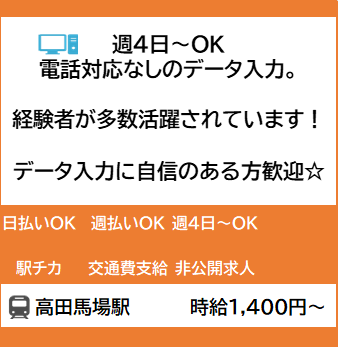 週4日～OK
電話対応なしのデータ入力。
経験者が多数活躍されています！
データ入力に自信のある方歓迎☆
日払いOK 週払いOK 週4日～OK
駅チカ 交通費支給 非公開求人
高田馬場駅 時給1,400円～